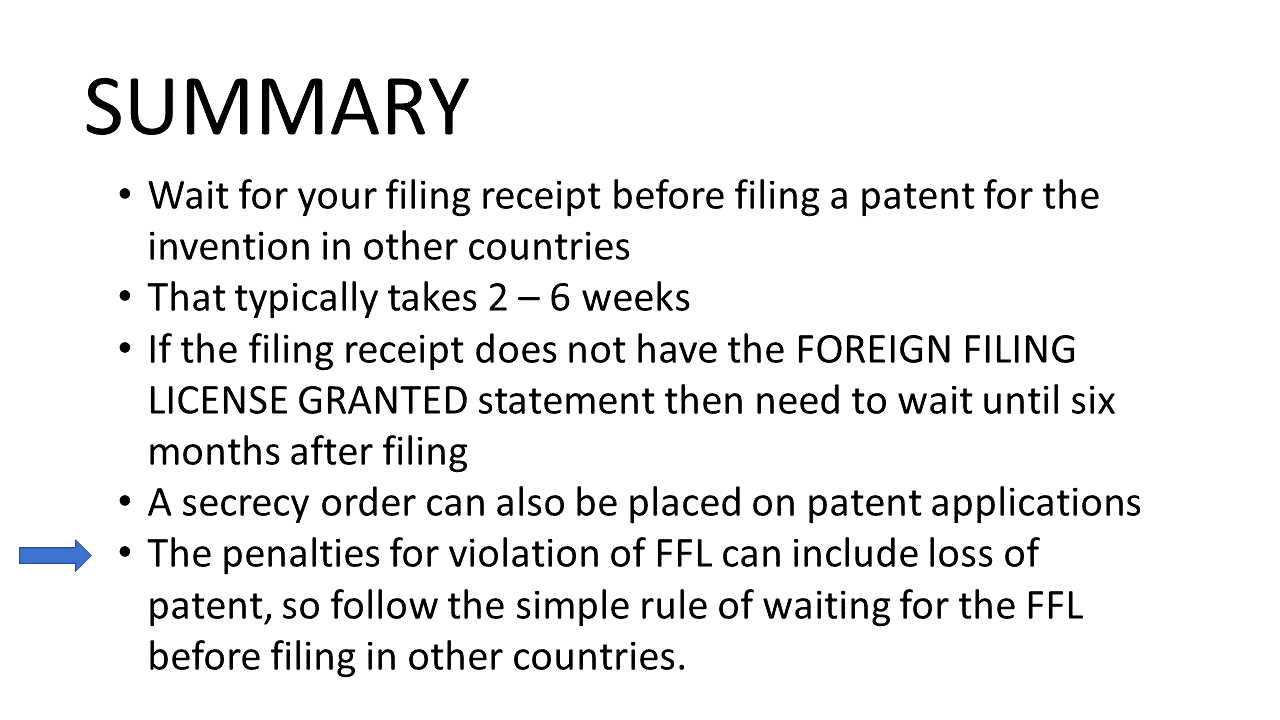 SUMMARY
• Wait for your filing receipt before filing a patent for the
invention in other countries
• That typically takes 2 – 6 weeks
• If the filing receipt does not have the FOREIGN FILING
LICENSE GRANTED statement then need to wait until six
months after filing
• A secrecy order can also be placed on patent applications
• The penalties for violation of FFL can include loss of
patent, so follow the simple rule of waiting for the FFL
before filing in other countries.